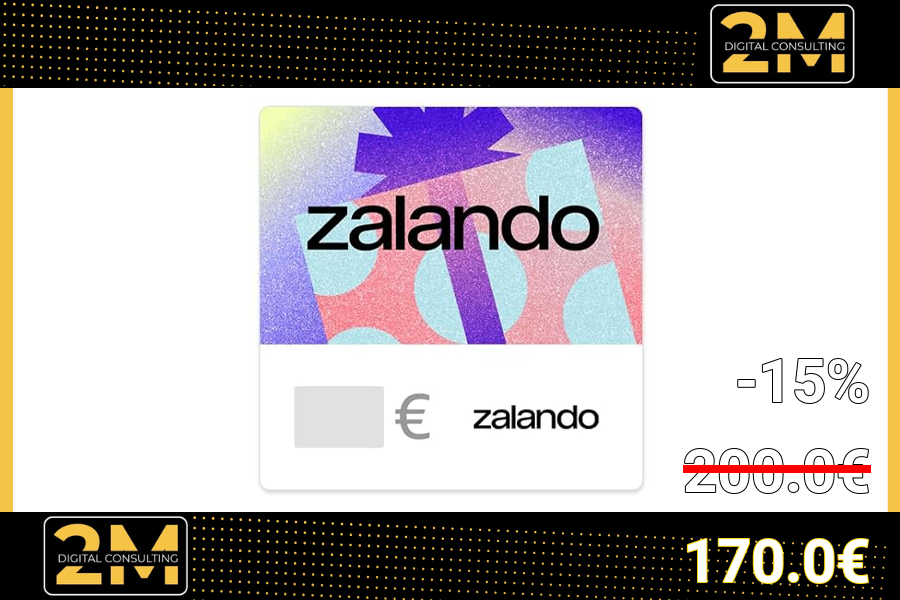 2M
DIGITAL CONSULTING
zalando
€
zalando
-15%
200.0€
2M
DIGITAL CONSULTING
170.0€